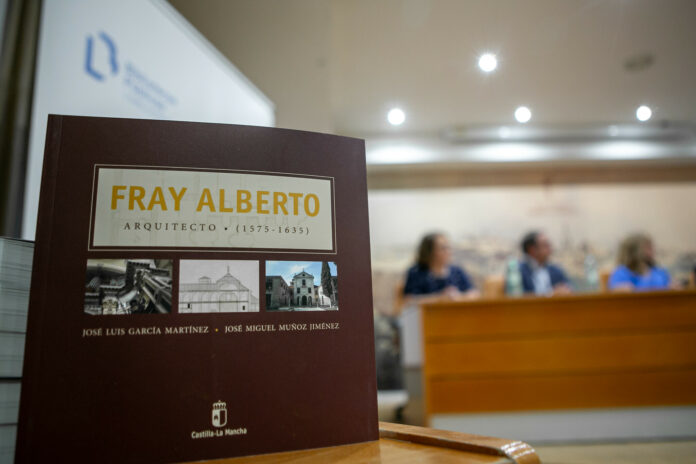 FRAY ALBERTO
ARQUITECTO • (1575-1635)
JOSÉ LUIS GARCÍA MARTÍNEZ • JOSÉ MIGUEL MUÑOZ JIMÉNEZ
Castilla-La Mancha